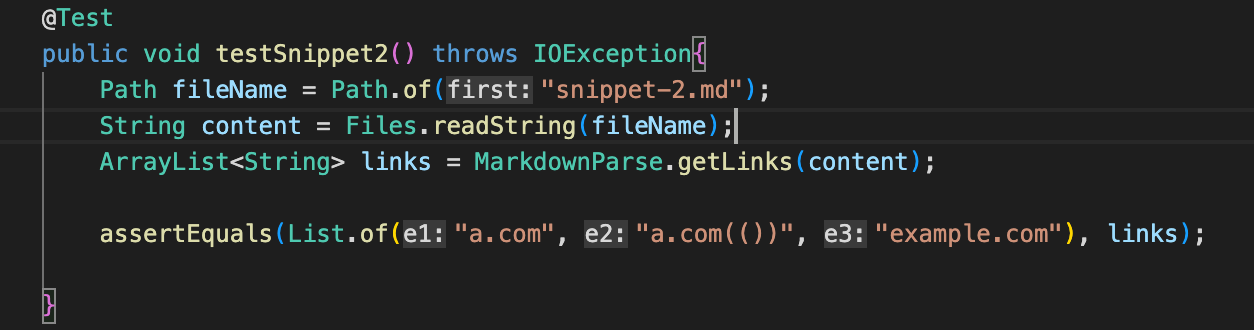 @Test
public void testSnippet2() throws IOException{
Path fileName = Path.of(first: "snippet-2.md");
String content = Files.readString(fileName);
ArrayList<String> links = MarkdownParse.getLinks(content);
assertEquals(List.of(e1: "a.com", e2: "a.com(())", e3: "example.com"), links);
}